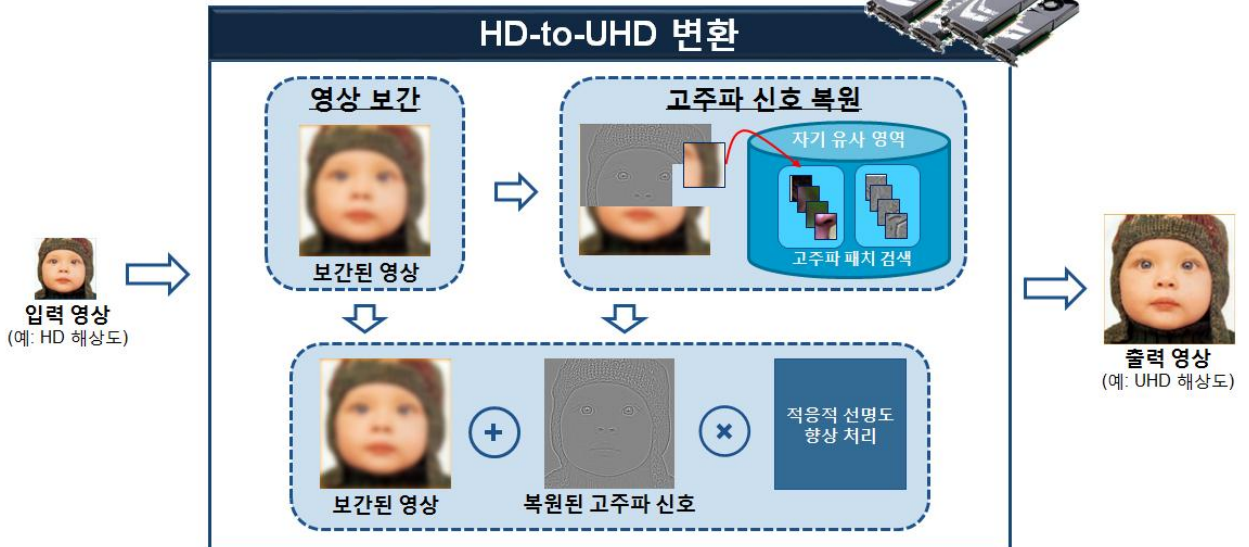 HD-to-UHD 변환
영상 보간
보간된 영상
고주파 신호 복원
자기 유사 영역
고주파 패치 검색
입력 영상
(예: HD 해상도)
보간된 영상
+
복원된 고주파 신호
×
적응적 선명도
향상 처리
출력 영상
(예: UHD 해상도)